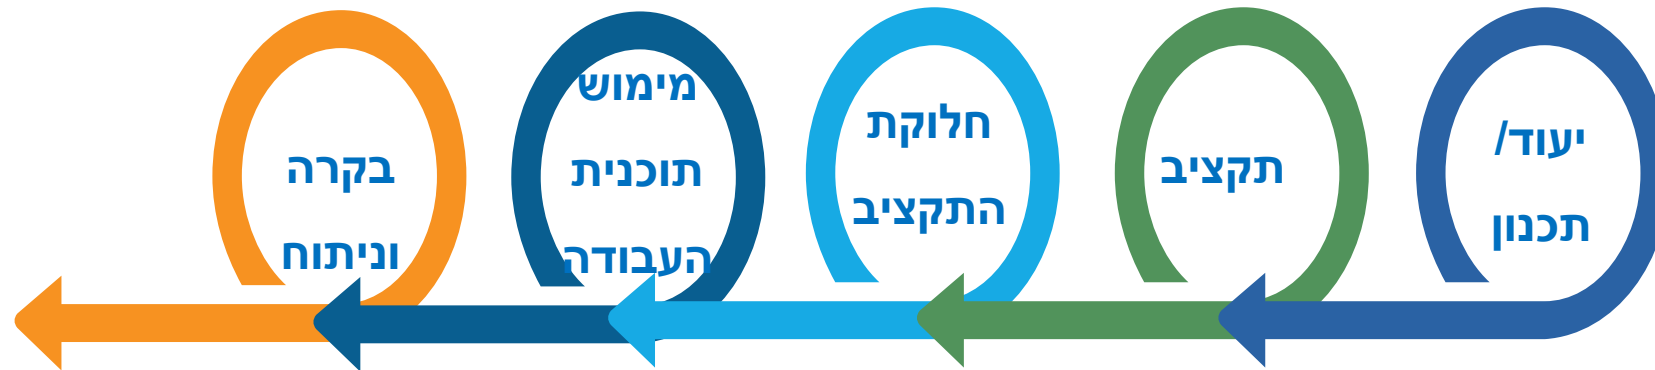 יעוד/
תכנון
תקציב
חלוקת
התקציב
מימוש
תוכנית
העבודה
בקרה
וניתוח